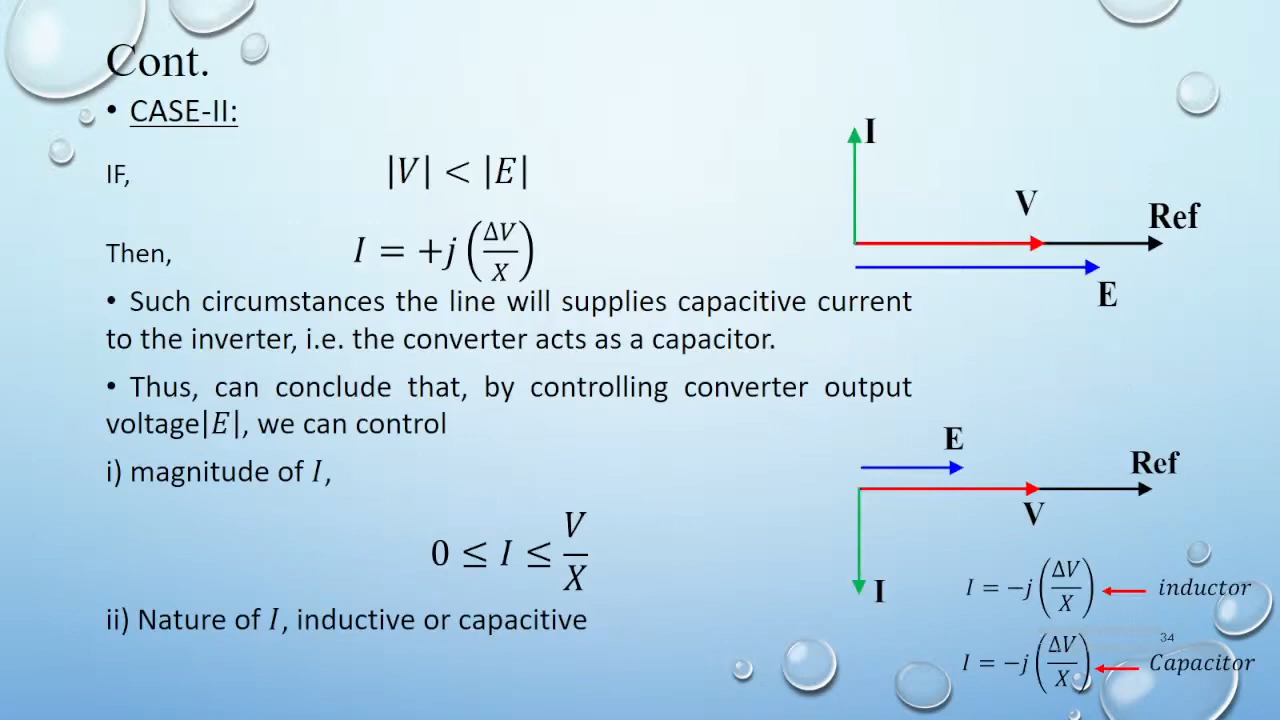 Cont.
• CASE-II:
IF, |V| < |E|
Then, I = +j (ΔV/X)
• Such circumstances the line will supplies capacitive current
to the inverter, i.e. the converter acts as a capacitor.
• Thus, can conclude that, by controlling converter output
voltage|E|, we can control
i) magnitude of I,
0 ≤ I ≤ V/X
ii) Nature of I, inductive or capacitive
I
V
Ref
E
E
Ref
V
I
I = −j (ΔV/X) inductor
34
I = −j (ΔV/X) Capacitor